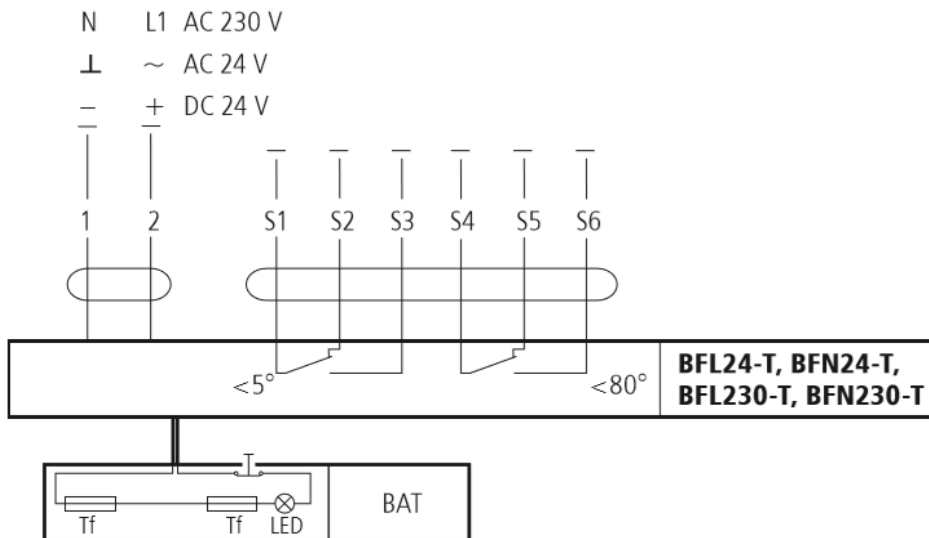 N L1 AC 230 V
⊥ ~ AC 24 V
− + DC 24 V
1 2 S1 S2 S3 S4 S5 S6
<5° <80°
BFL24-T, BFN24-T,
BFL230-T, BFN230-T
Tf Tf LED
BAT